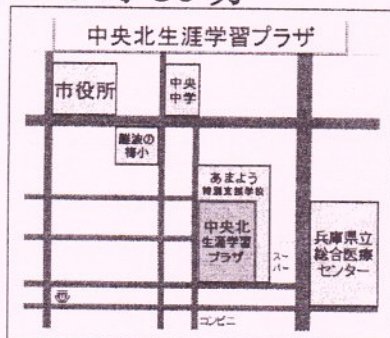 中央北生涯学習プラザ
市役所
中央
中学
難波の
梅小
あまよう
特別支援学校
中央北
生涯学習
プラザ
スーパー
兵庫県立
総合医療
センター
コンビニ